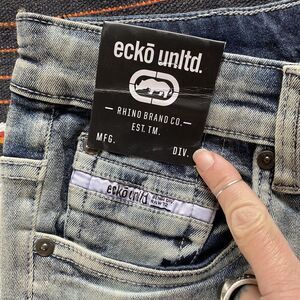 eckō unltd.
— RHINO BRAND CO. —
EST. TM.
MFG. DIV.
eckō unltd